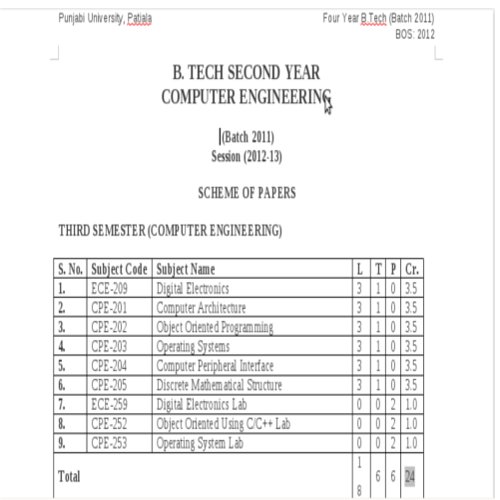 Punjabi University, Patiala Four Year B.Tech (Batch 2011)
BOS: 2012
B. TECH SECOND YEAR
COMPUTER ENGINEERING
(Batch 2011)
Session (2012-13)
SCHEME OF PAPERS
THIRD SEMESTER (COMPUTER ENGINEERING)
S. No. Subject Code Subject Name L T P Cr.
1. ECE-209 Digital Electronics 3 1 0 3.5
2. CPE-201 Computer Architecture 3 1 0 3.5
3. CPE-202 Object Oriented Programming 3 1 0 3.5
4. CPE-203 Operating Systems 3 1 0 3.5
5. CPE-204 Computer Peripheral Interface 3 1 0 3.5
6. CPE-205 Discrete Mathematical Structure 3 1 0 3.5
7. ECE-259 Digital Electronics Lab 0 0 2 1.0
8. CPE-252 Object Oriented Using C/C++ Lab 0 0 2 1.0
9. CPE-253 Operating System Lab 0 0 2 1.0
Total 18 6 6 24